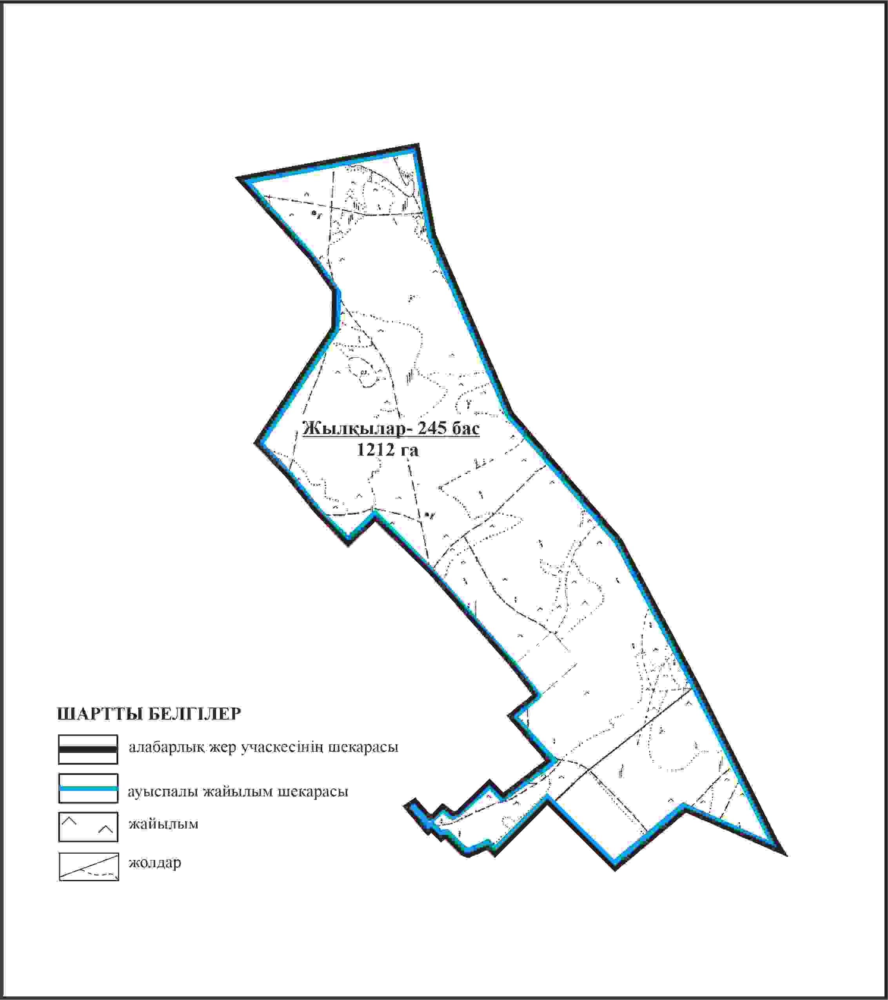 Жылқылар- 245 бас
1212 га
ШАРТТЫ БЕЛГІЛЕР
алабарлық жер учаскесінің шекарасы
ауыспалы жайылым шекарасы
жайылым
жолдар